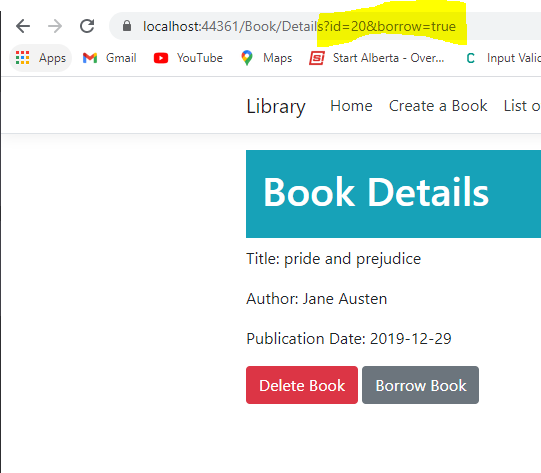 localhost:44361/Book/Details?id=20&borrow=true
Apps Gmail YouTube Maps Start Alberta - Over... Input Valid
Library Home Create a Book List o
Book Details
Title: pride and prejudice
Author: Jane Austen
Publication Date: 2019-12-29
Delete Book Borrow Book